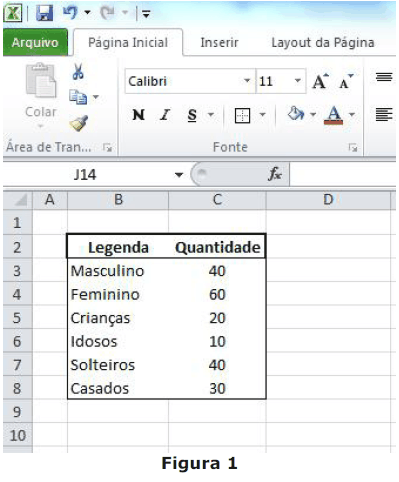 Arquivo Página Inicial Inserir Layout da Página
Calibri 11 A A
Colar
N I S A
Área de Tran... Fonte
J14 fx
A B C D
1
2 Legenda Quantidade
3 Masculino 40
4 Feminino 60
5 Crianças 20
6 Idosos 10
7 Solteiros 40
8 Casados 30
9
10
Figura 1